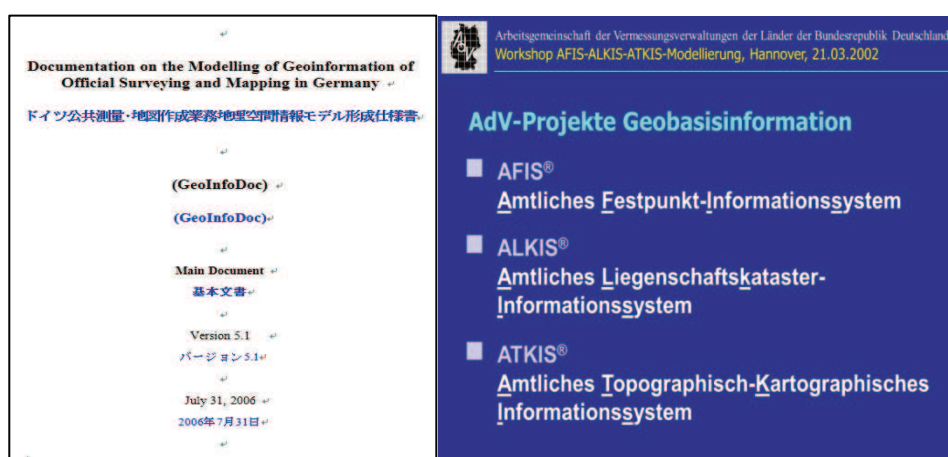 Documentation on the Modelling of Geoinformation of
Official Surveying and Mapping in Germany
ドイツ公共測量・地図作成業務地理空間情報モデル形成仕様書
(GeoInfoDoc)
(GeoInfoDoc)
Main Document
基本文書
Version 5.1
バージョン5.1
July 31, 2006
2006年7月31日
Arbeitsgemeinschaft der Vermessungsverwaltungen der Länder der Bundesrepublik Deutschland
Workshop AFIS-ALKIS-ATKIS-Modellierung, Hannover, 21.03.2002
AdV-Projekte Geobasisinformation
AFIS®
Amtliches Festpunkt-Informationssystem
ALKIS®
Amtliches Liegenschaftskataster-
Informationssystem
ATKIS®
Amtliches Topographisch-Kartographisches
Informationssystem